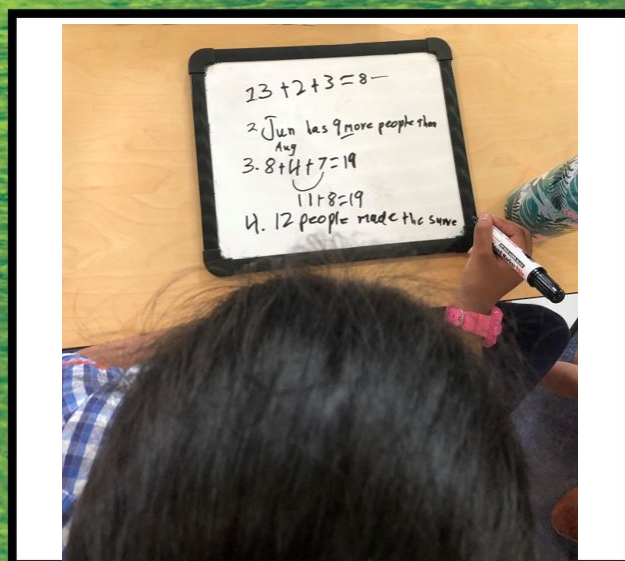 13+2+3=8—
2 Jun has 9 more people than
Aug
3. 8+4+7=19
11+8=19
4. 12 people made the surve